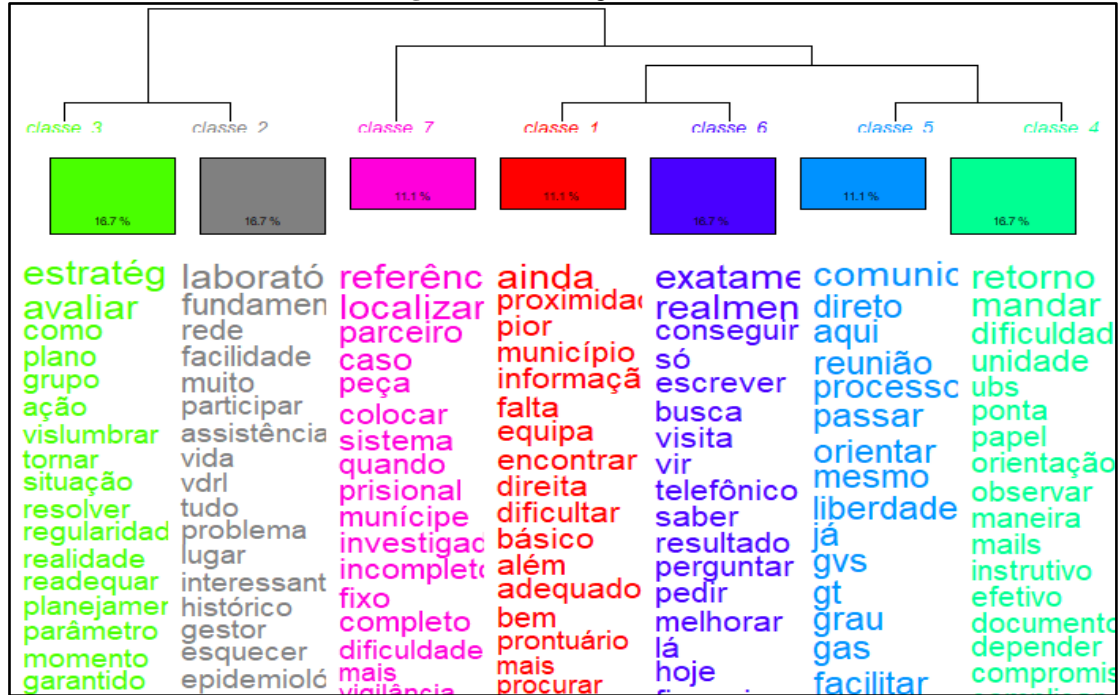 classe 3
classe 2
classe 7
classe 1
classe 6
classe 5
classe 4
16.7 %
16.7 %
11.1 %
11.1 %
16.7 %
11.1 %
16.7 %
estratég
avaliar
como
plano
grupo
ação
vislumbrar
tornar
situação
resolver
regularidad
realidade
readequar
planejamer
parâmetro
momento
garantido
laborató
fundamen
rede
facilidade
muito
participar
assistência
vida
vdrl
tudo
problema
lugar
interessant
histórico
gestor
esquecer
epidemioló
referênc
localizar
parceiro
caso
peça
colocar
sistema
quando
prisional
munícipe
investigad
incompleto
fixo
completo
dificuldade
mais
vigilância
ainda
proximidad
pior
município
informaçã
falta
equipa
encontrar
direita
dificultar
básico
além
adequado
bem
prontuário
mais
procurar
exatame
realmen
conseguir
só
escrever
busca
visita
vir
telefônico
saber
resultado
perguntar
pedir
melhorar
lá
hoje
comunic
direto
aqui
reunião
processo
passar
orientar
mesmo
liberdade
já
gvs
gt
grau
gas
facilitar
retorno
mandar
dificuldad
unidade
ubs
ponta
papel
orientação
observar
maneira
mails
instrutivo
efetivo
documento
depender
compromis